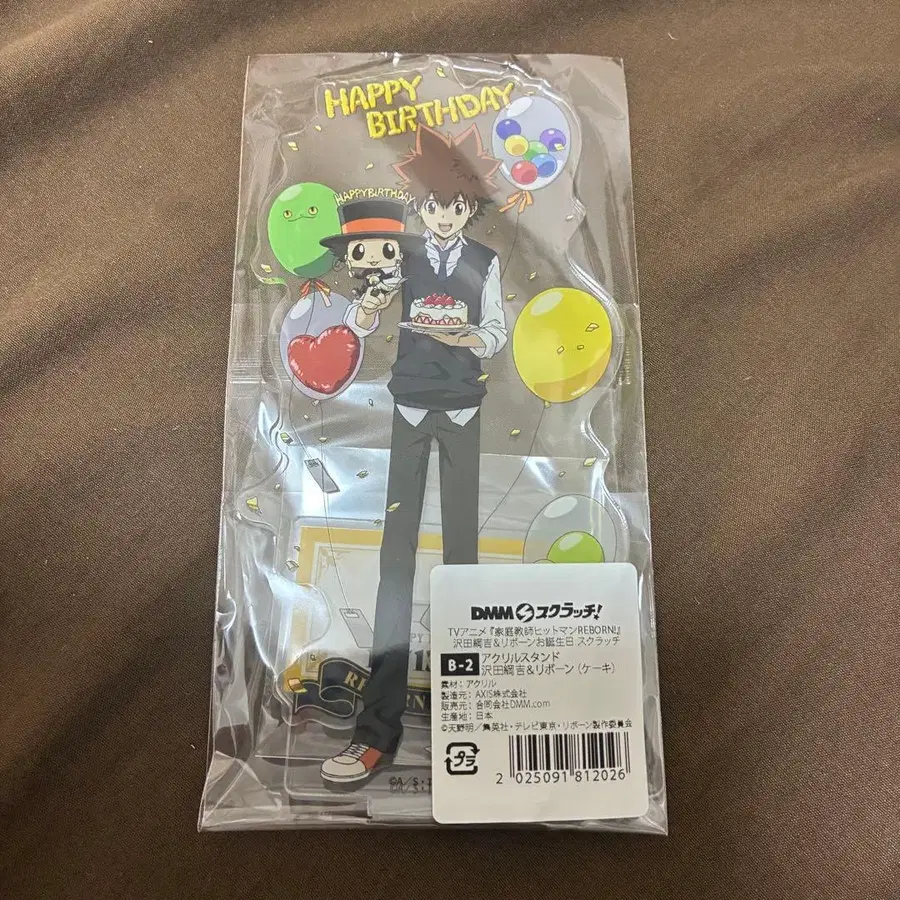 HAPPY
BIRTHDAY
HAPPYBIRTHDAY
DMM スクラッチ!
TVアニメ『家庭教師ヒットマンREBORN!』
沢田綱吉&リボーンお誕生日 スクラッチ
B-2 アクリルスタンド
沢田綱吉&リボーン(ケーキ)
素材:アクリル
製造元:AXIS株式会社
販売元:合同会社DMM.com
生産地:日本
©天野明/集英社・テレビ東京・リボーン製作委員会
プラ
2 025091 812026